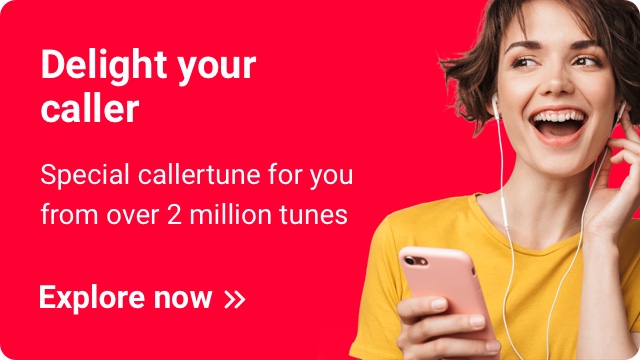 Delight your
caller
Special callertune for you
from over 2 million tunes
Explore now »